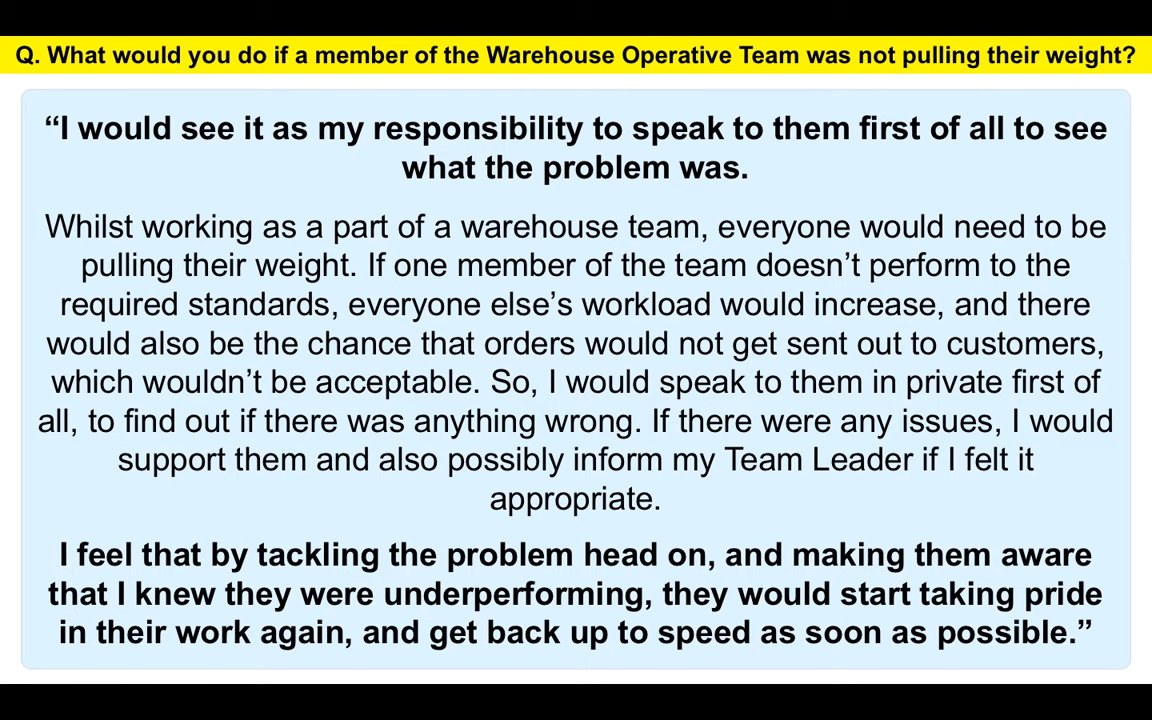 Q. What would you do if a member of the Warehouse Operative Team was not pulling their weight?
“I would see it as my responsibility to speak to them first of all to see
what the problem was.
Whilst working as a part of a warehouse team, everyone would need to be
pulling their weight. If one member of the team doesn’t perform to the
required standards, everyone else’s workload would increase, and there
would also be the chance that orders would not get sent out to customers,
which wouldn’t be acceptable. So, I would speak to them in private first of
all, to find out if there was anything wrong. If there were any issues, I would
support them and also possibly inform my Team Leader if I felt it
appropriate.
I feel that by tackling the problem head on, and making them aware
that I knew they were underperforming, they would start taking pride
in their work again, and get back up to speed as soon as possible.”